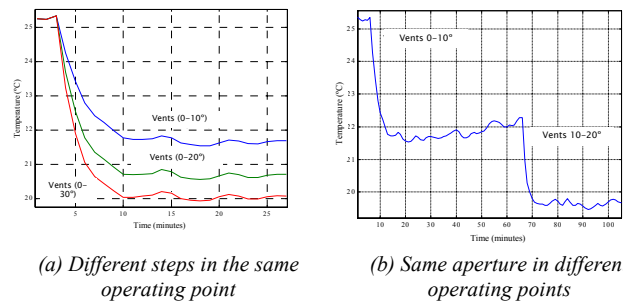 25
24
23
22
21
20
Temperature (ºC)
Vents (0–10º)
Vents (0–20º)
Vents (0–
30º)
5
10
15
20
25
Time (minutes)
(a) Different steps in the same
operating point
25
24
23
22
21
20
Temperature (ºC)
Vents 0–10º
Vents 10–20º
10
20
30
40
50
60
70
80
90
100
Time (minutes)
(b) Same aperture in differen
operating points